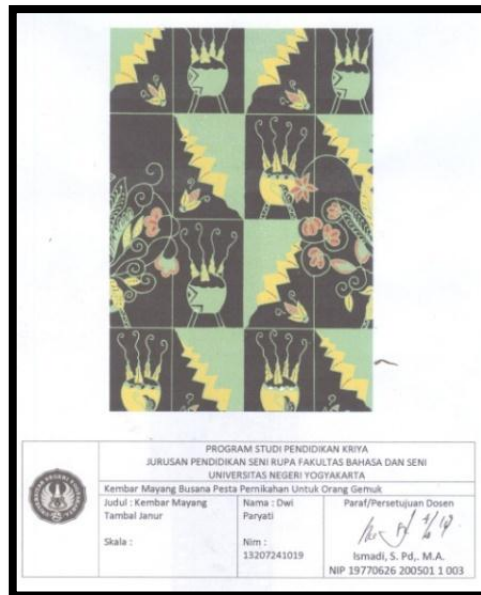 PROGRAM STUDI PENDIDIKAN KRIYA
JURUSAN PENDIDIKAN SENI RUPA FAKULTAS BAHASA DAN SENI
UNIVERSITAS NEGERI YOGYAKARTA
Kembar Mayang Busana Pesta Pernikahan Untuk Orang Gemuk
Judul : Kembar Mayang
Tambal Janur
Skala :
Nama : Dwi
Paryati
Nim :
13207241019
Paraf/Persetujuan Dosen
Ismadi, S. Pd,. M.A.
NIP 19770626 200501 1 003